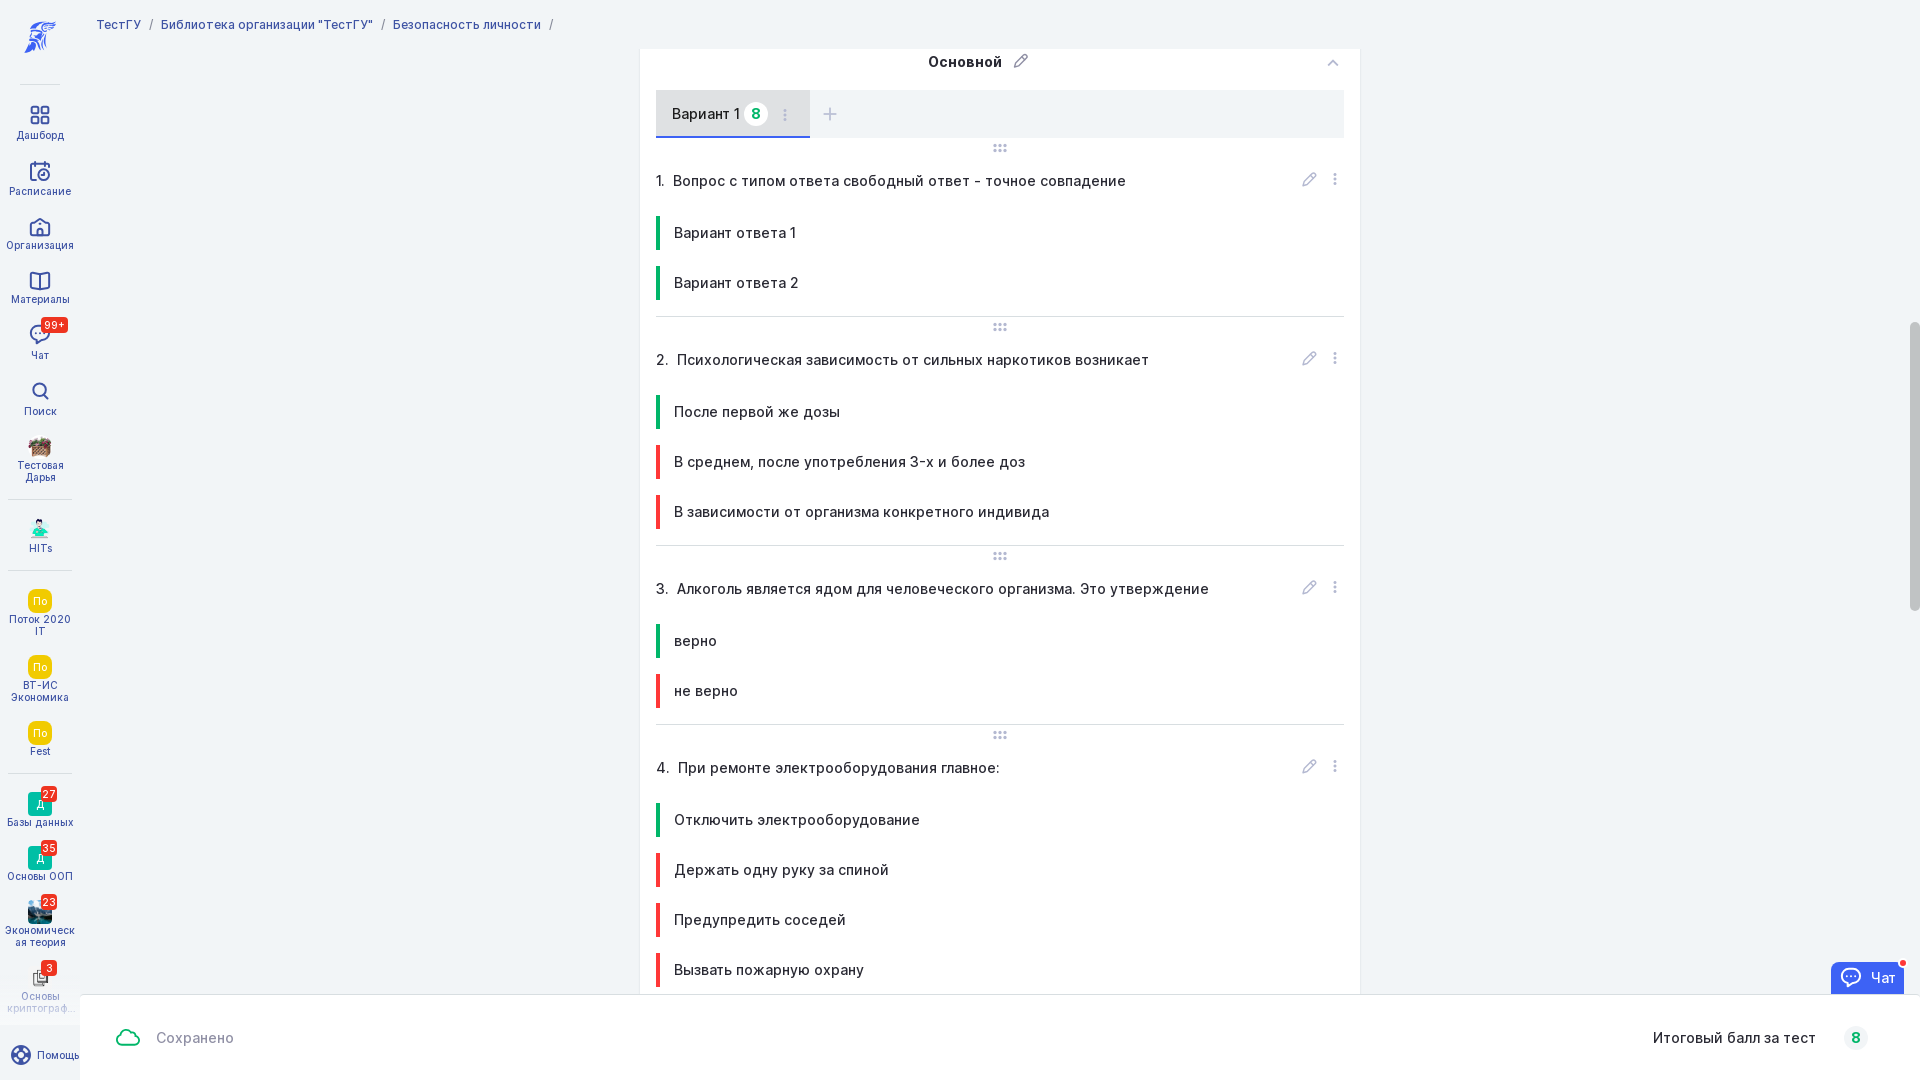 ТестГУ / Библиотека организации "ТестГУ" / Безопасность личности /
Дашборд
Расписание
Организация
Материалы
99+
Чат
Поиск
Тестовая
Дарья
HITs
По
Поток 2020
IT
По
ВТ-ИС
Экономика
По
Fest
27
Д
Базы данных
35
Д
Основы ООП
23
Экономическ
ая теория
3
Основы
криптограф...
Помощь
Основной
Вариант 1 8
1. Вопрос с типом ответа свободный ответ - точное совпадение
Вариант ответа 1
Вариант ответа 2
2. Психологическая зависимость от сильных наркотиков возникает
После первой же дозы
В среднем, после употребления 3-х и более доз
В зависимости от организма конкретного индивида
3. Алкоголь является ядом для человеческого организма. Это утверждение
верно
не верно
4. При ремонте электрооборудования главное:
Отключить электрооборудование
Держать одну руку за спиной
Предупредить соседей
Вызвать пожарную охрану
Чат
Сохранено
Итоговый балл за тест 8